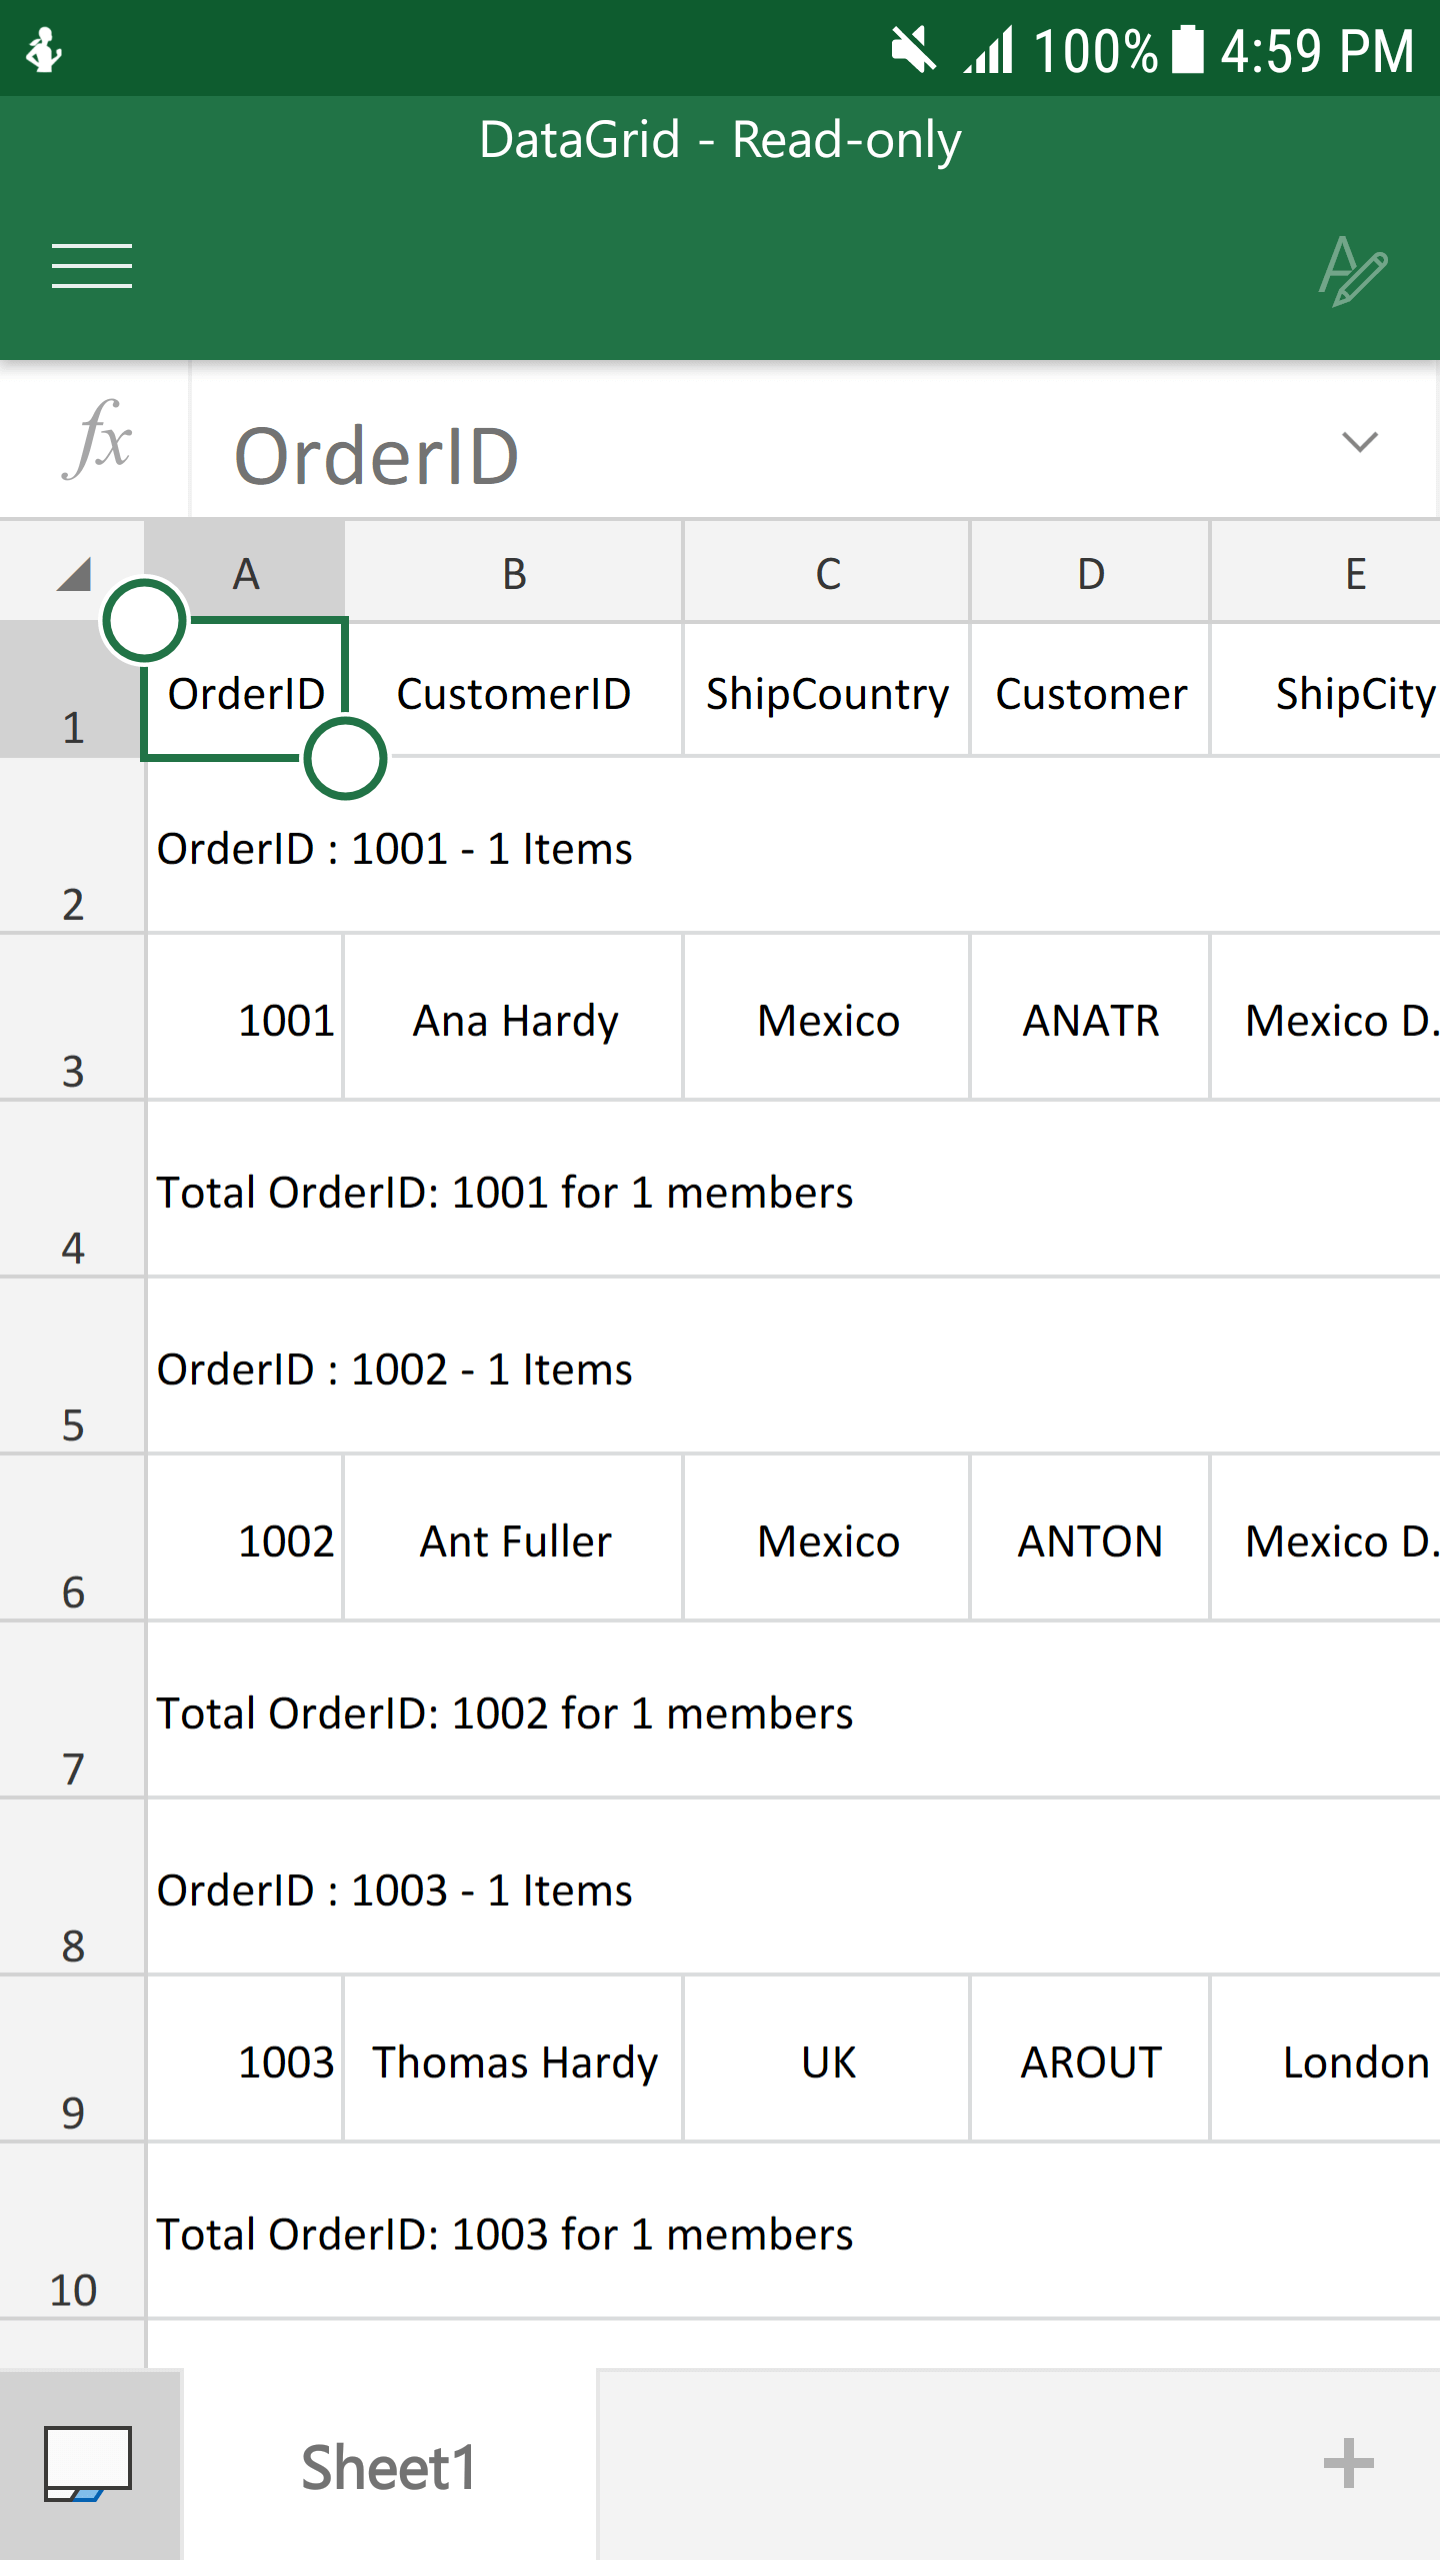 100% 4:59 PM
DataGrid - Read-only
fx OrderID
A B C D E
1 OrderID CustomerID ShipCountry Customer ShipCity
2 OrderID : 1001 - 1 Items
3 1001 Ana Hardy Mexico ANATR Mexico D.
4 Total OrderID: 1001 for 1 members
5 OrderID : 1002 - 1 Items
6 1002 Ant Fuller Mexico ANTON Mexico D.
7 Total OrderID: 1002 for 1 members
8 OrderID : 1003 - 1 Items
9 1003 Thomas Hardy UK AROUT London
10 Total OrderID: 1003 for 1 members
Sheet1 +